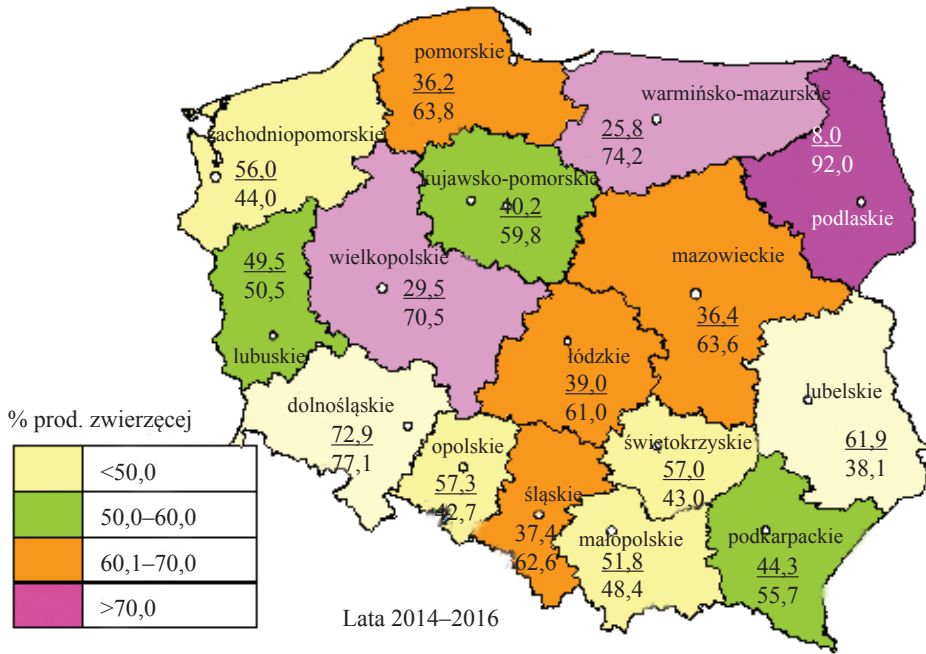 pomorskie
36,2
63,8
warmińsko-mazurskie
25,8
74,2
8,0
92,0
podlaskie
zachodniopomorskie
56,0
44,0
kujawsko-pomorskie
40,2
59,8
49,5
50,5
lubuskie
wielkopolskie
29,5
70,5
mazowieckie
36,4
63,6
łódzkie
39,0
61,0
lubelskie
61,9
38,1
dolnośląskie
72,9
77,1
opolskie
57,3
42,7
śląskie
37,4
62,6
świętokrzyskie
57,0
43,0
małopolskie
51,8
48,4
podkarpackie
44,3
55,7
% prod. zwierzęcej
<50,0
50,0–60,0
60,1–70,0
>70,0
Lata 2014–2016